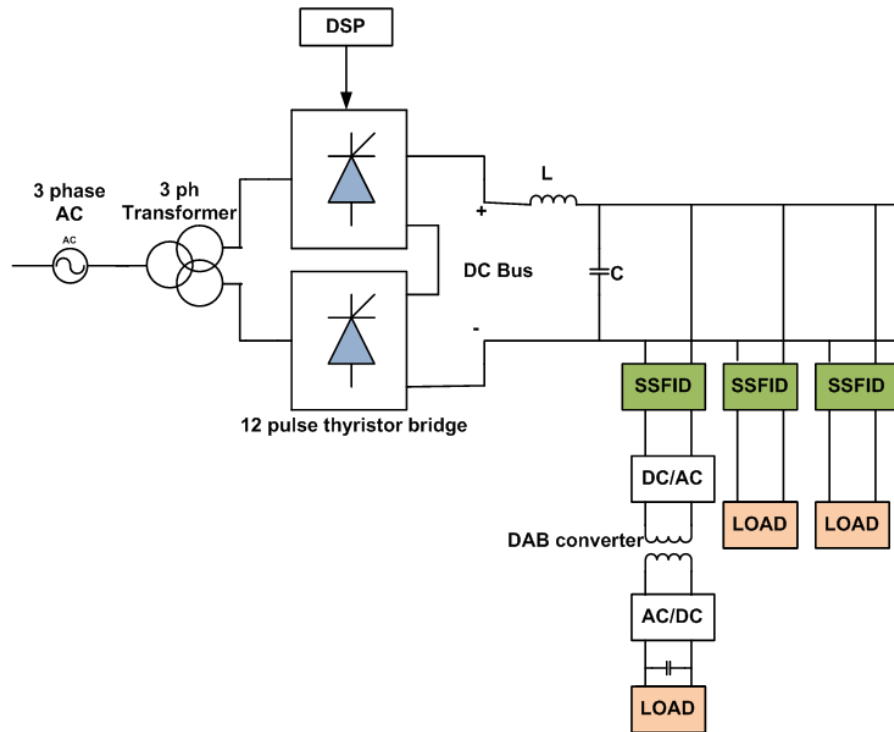 DSP
3 phase
AC
3 ph
Transformer
AC
L
+
DC Bus
C
-
12 pulse thyristor bridge
SSFID
SSFID
SSFID
DC/AC
LOAD
LOAD
DAB converter
AC/DC
LOAD